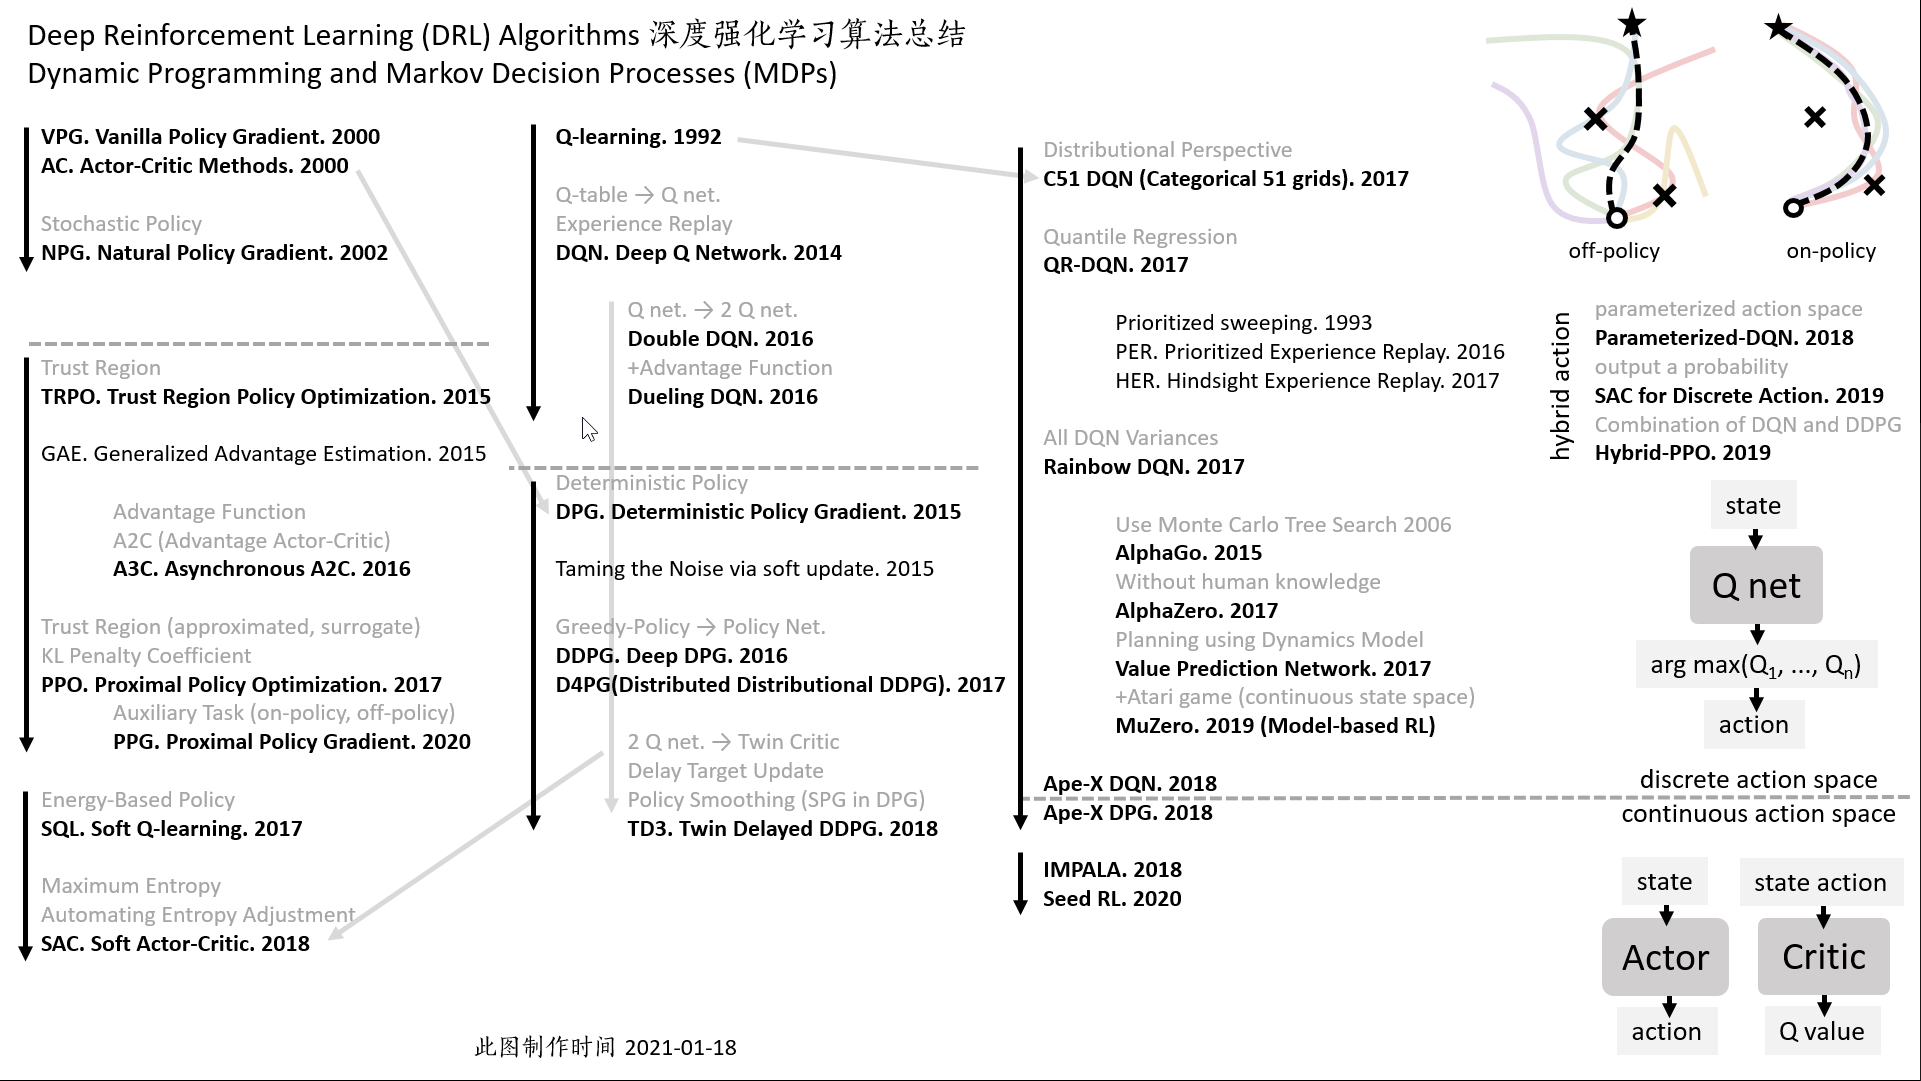 Deep Reinforcement Learning (DRL) Algorithms 深度强化学习算法总结
Dynamic Programming and Markov Decision Processes (MDPs)
VPG. Vanilla Policy Gradient. 2000
AC. Actor-Critic Methods. 2000
Stochastic Policy
NPG. Natural Policy Gradient. 2002
Trust Region
TRPO. Trust Region Policy Optimization. 2015
GAE. Generalized Advantage Estimation. 2015
Advantage Function
A2C (Advantage Actor-Critic)
A3C. Asynchronous A2C. 2016
Trust Region (approximated, surrogate)
KL Penalty Coefficient
PPO. Proximal Policy Optimization. 2017
Auxiliary Task (on-policy, off-policy)
PPG. Proximal Policy Gradient. 2020
Energy-Based Policy
SQL. Soft Q-learning. 2017
Maximum Entropy
Automating Entropy Adjustment
SAC. Soft Actor-Critic. 2018
Q-learning. 1992
Q-table → Q net.
Experience Replay
DQN. Deep Q Network. 2014
Q net. → 2 Q net.
Double DQN. 2016
+Advantage Function
Dueling DQN. 2016
Deterministic Policy
DPG. Deterministic Policy Gradient. 2015
Taming the Noise via soft update. 2015
Greedy-Policy → Policy Net.
DDPG. Deep DPG. 2016
D4PG(Distributed Distributional DDPG). 2017
2 Q net. → Twin Critic
Delay Target Update
Policy Smoothing (SPG in DPG)
TD3. Twin Delayed DDPG. 2018
Distributional Perspective
C51 DQN (Categorical 51 grids). 2017
Quantile Regression
QR-DQN. 2017
Prioritized sweeping. 1993
PER. Prioritized Experience Replay. 2016
HER. Hindsight Experience Replay. 2017
All DQN Variances
Rainbow DQN. 2017
Use Monte Carlo Tree Search 2006
AlphaGo. 2015
Without human knowledge
AlphaZero. 2017
Planning using Dynamics Model
Value Prediction Network. 2017
+Atari game (continuous state space)
MuZero. 2019 (Model-based RL)
Ape-X DQN. 2018
Ape-X DPG. 2018
IMPALA. 2018
Seed RL. 2020
off-policy
on-policy
hybrid action
parameterized action space
Parameterized-DQN. 2018
output a probability
SAC for Discrete Action. 2019
Combination of DQN and DDPG
Hybrid-PPO. 2019
state
Q net
arg max(Q1, ..., Qn)
action
discrete action space
continuous action space
state
Actor
action
state action
Critic
Q value
此图制作时间 2021-01-18